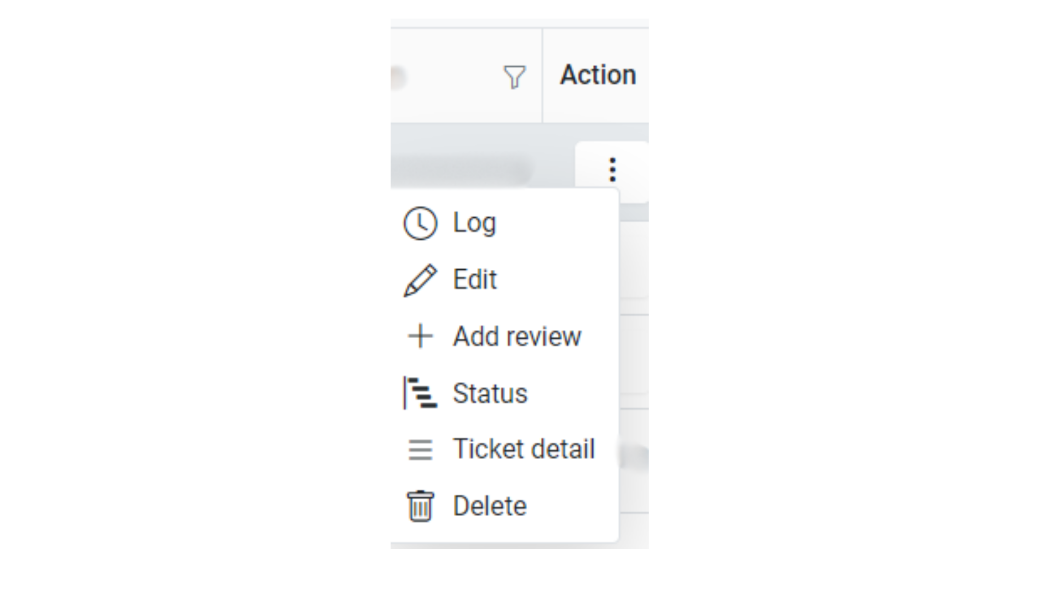 Action
Log
Edit
Add review
Status
Ticket detail
Delete